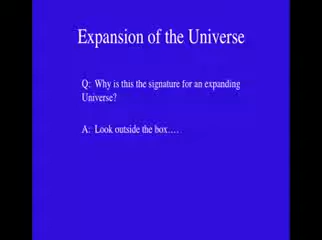 Expansion of the Universe
Q: Why is this the signature for an expanding
Universe?
A: Look outside the box….